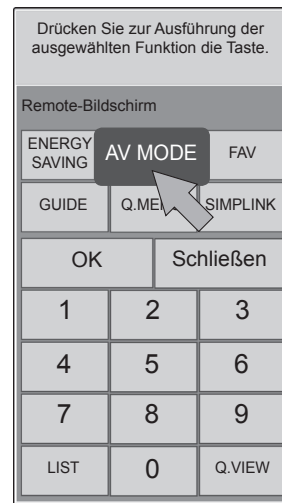 Drücken Sie zur Ausführung der
ausgewählten Funktion die Taste.
Remote-Bildschirm
ENERGY
SAVING
AV MODE
FAV
GUIDE
Q.ME
SIMPLINK
OK
Schließen
1
2
3
4
5
6
7
8
9
LIST
0
Q.VIEW